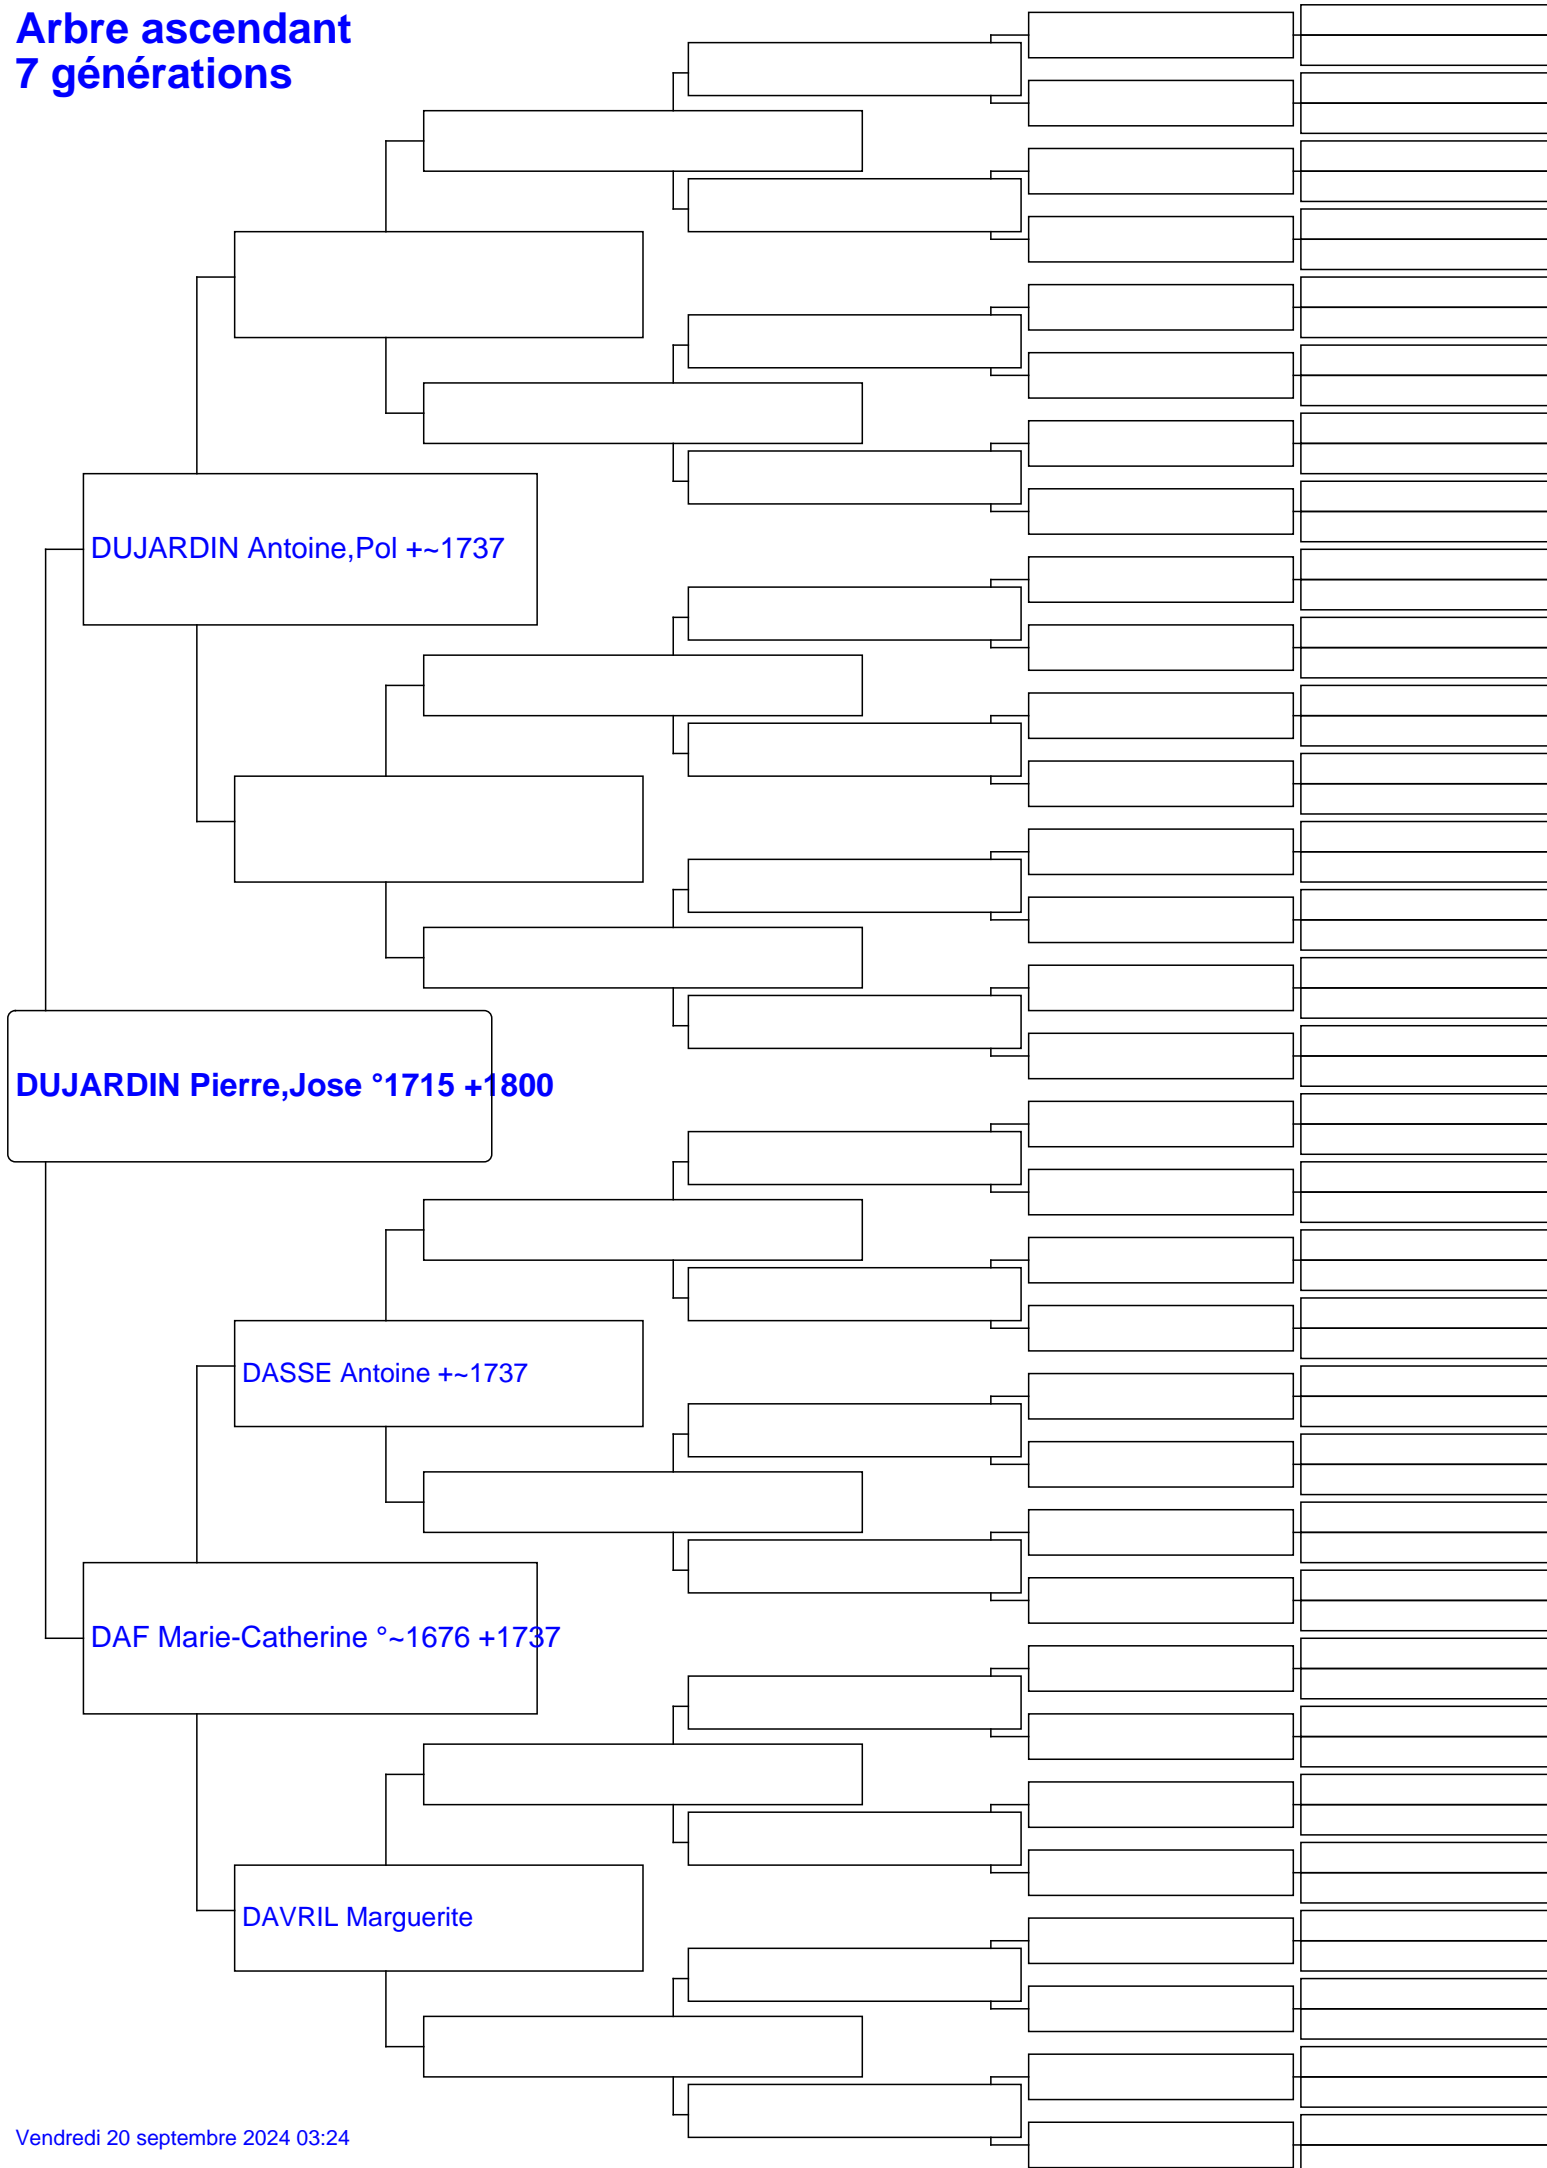 Arbre ascendant
7 générations
DUJARDIN Antoine,Pol +~1737
DUJARDIN Pierre,Jose °1715 +1800
DASSE Antoine +~1737
DAF Marie-Catherine °~1676 +1737
DAVRIL Marguerite
Vendredi 20 septembre 2024 03:24